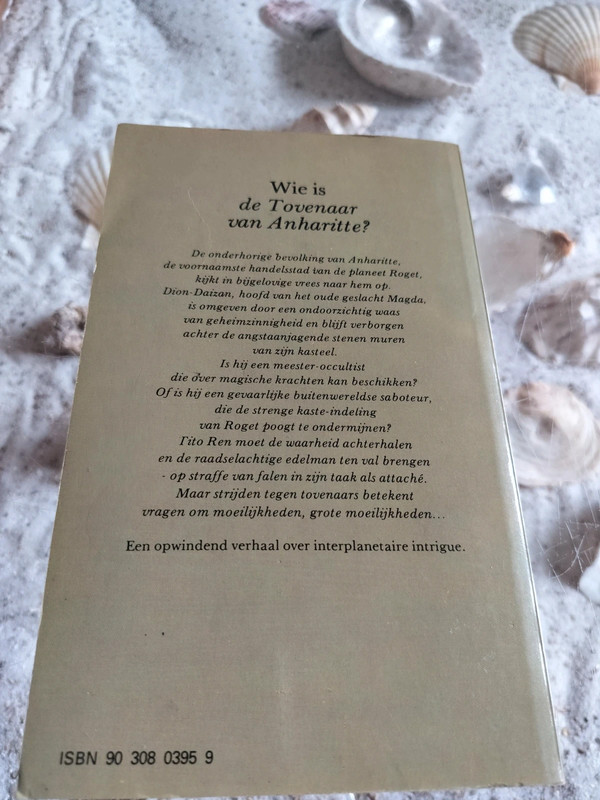 Wie is
de Tovenaar
van Anharitte?
De onderhorige bevolking van Anharitte,
de voornaamste handelsstad van de planeet Roget,
kijkt in bijgelovige vrees naar hem op.
Dion-Daizan, hoofd van het oude geslacht Magda,
is omgeven door een ondoorzichtig waas
van geheimzinnigheid en blijft verborgen
achter de angstaanjagende stenen muren
van zijn kasteel.
Is hij een meester-occultist
die over magische krachten kan beschikken?
Of is hij een gevaarlijke buitenwereldse saboteur,
die de strenge kaste-indeling
van Roget poogt te ondermijnen?
Tito Ren moet de waarheid achterhalen
en de raadselachtige edelman ten val brengen
- op straffe van falen in zijn taak als attaché.
Maar strijden tegen tovenaars betekent
vragen om moeilijkheden, grote moeilijkheden...
Een opwindend verhaal over interplanetaire intrigue.
ISBN 90 308 0395 9